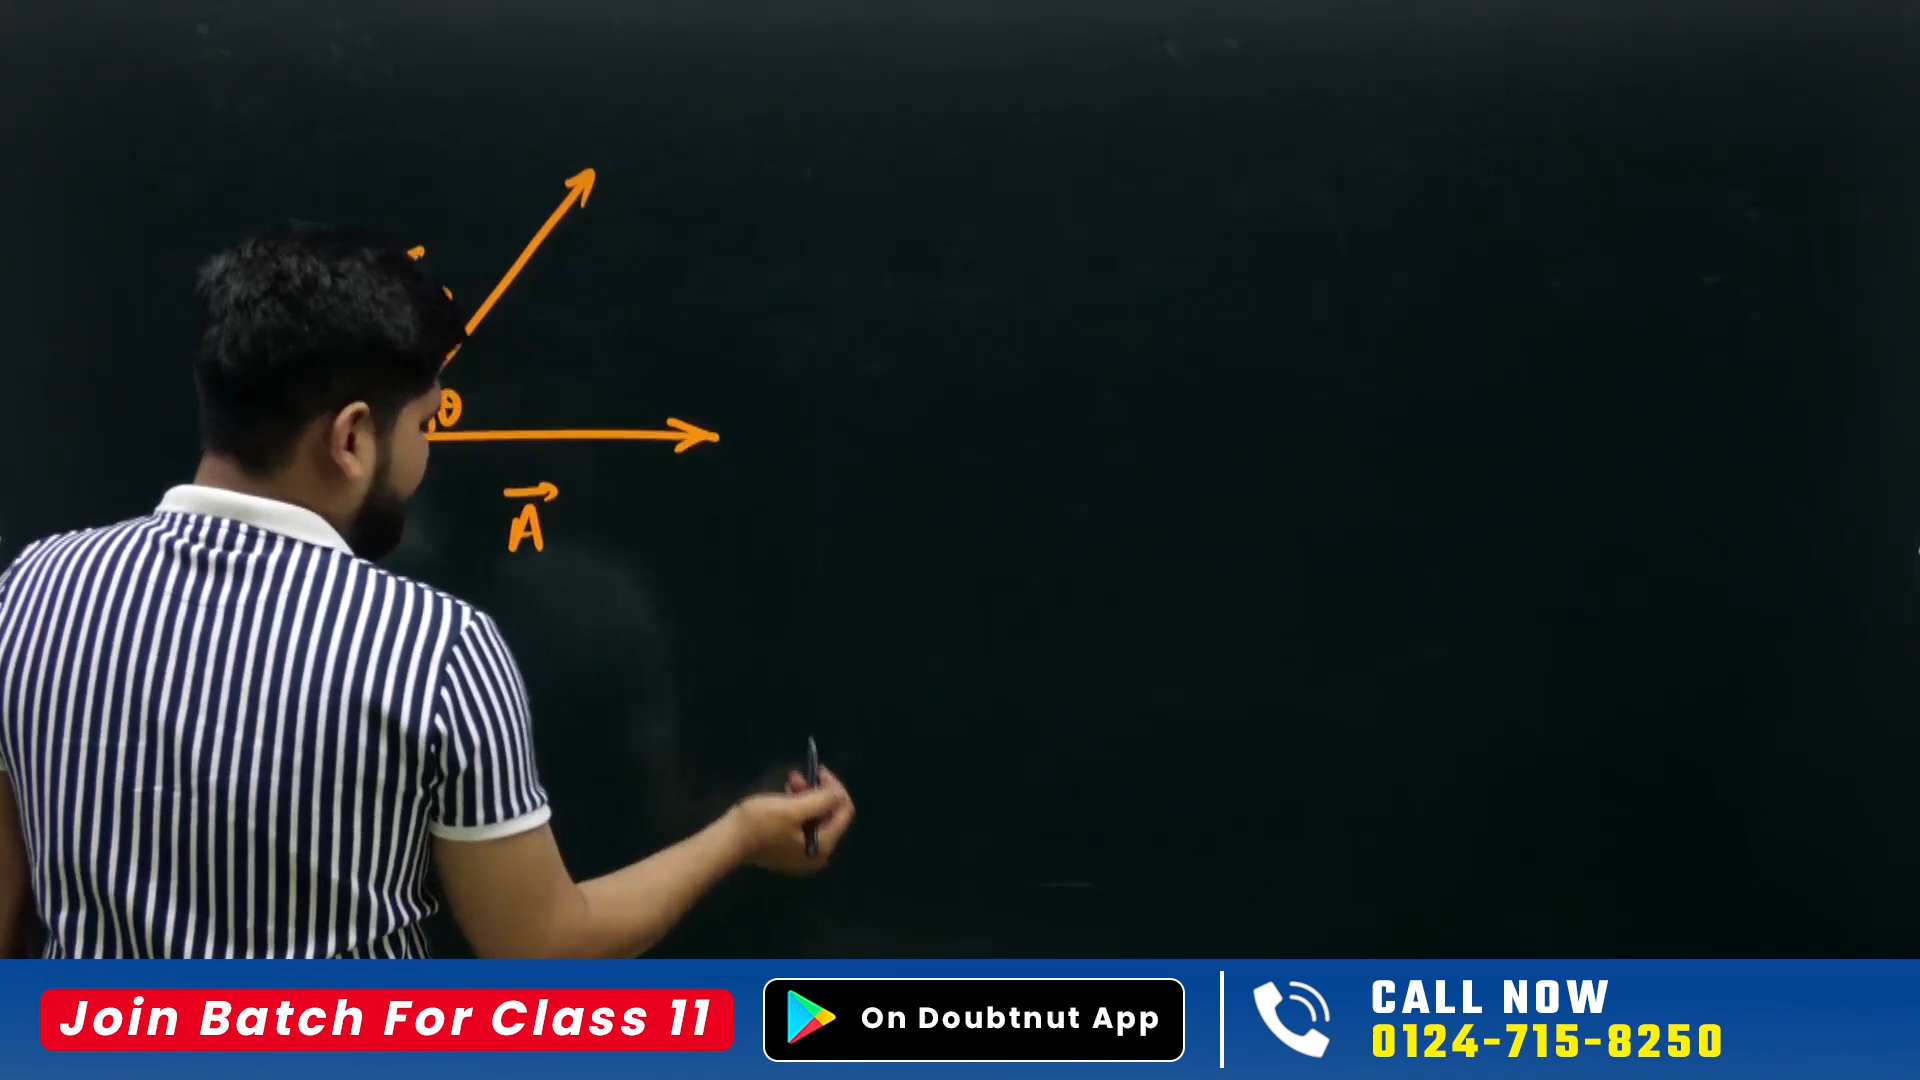 θ
A
Join Batch For Class 11
On Doubtnut App
CALL NOW
0124-715-8250